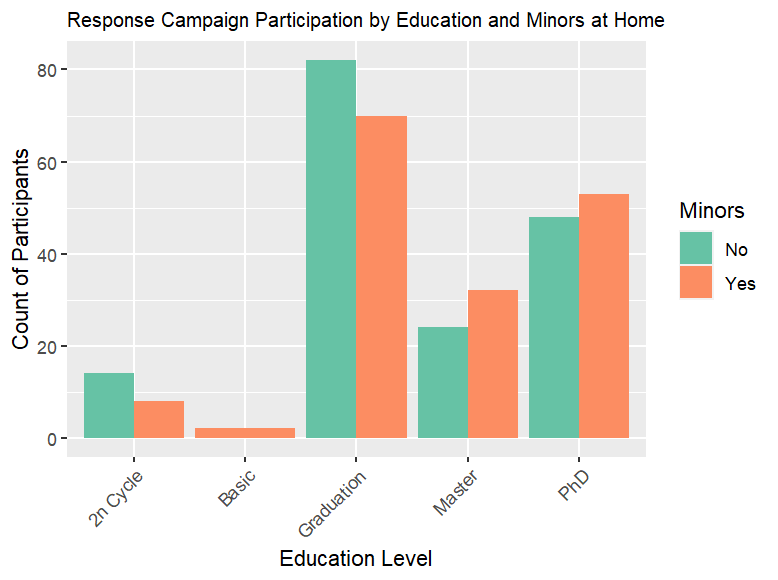 Response Campaign Participation by Education and Minors at Home
Count of Participants
80
60
40
20
0
2n Cycle
Basic
Graduation
Master
PhD
Education Level
Minors
No
Yes